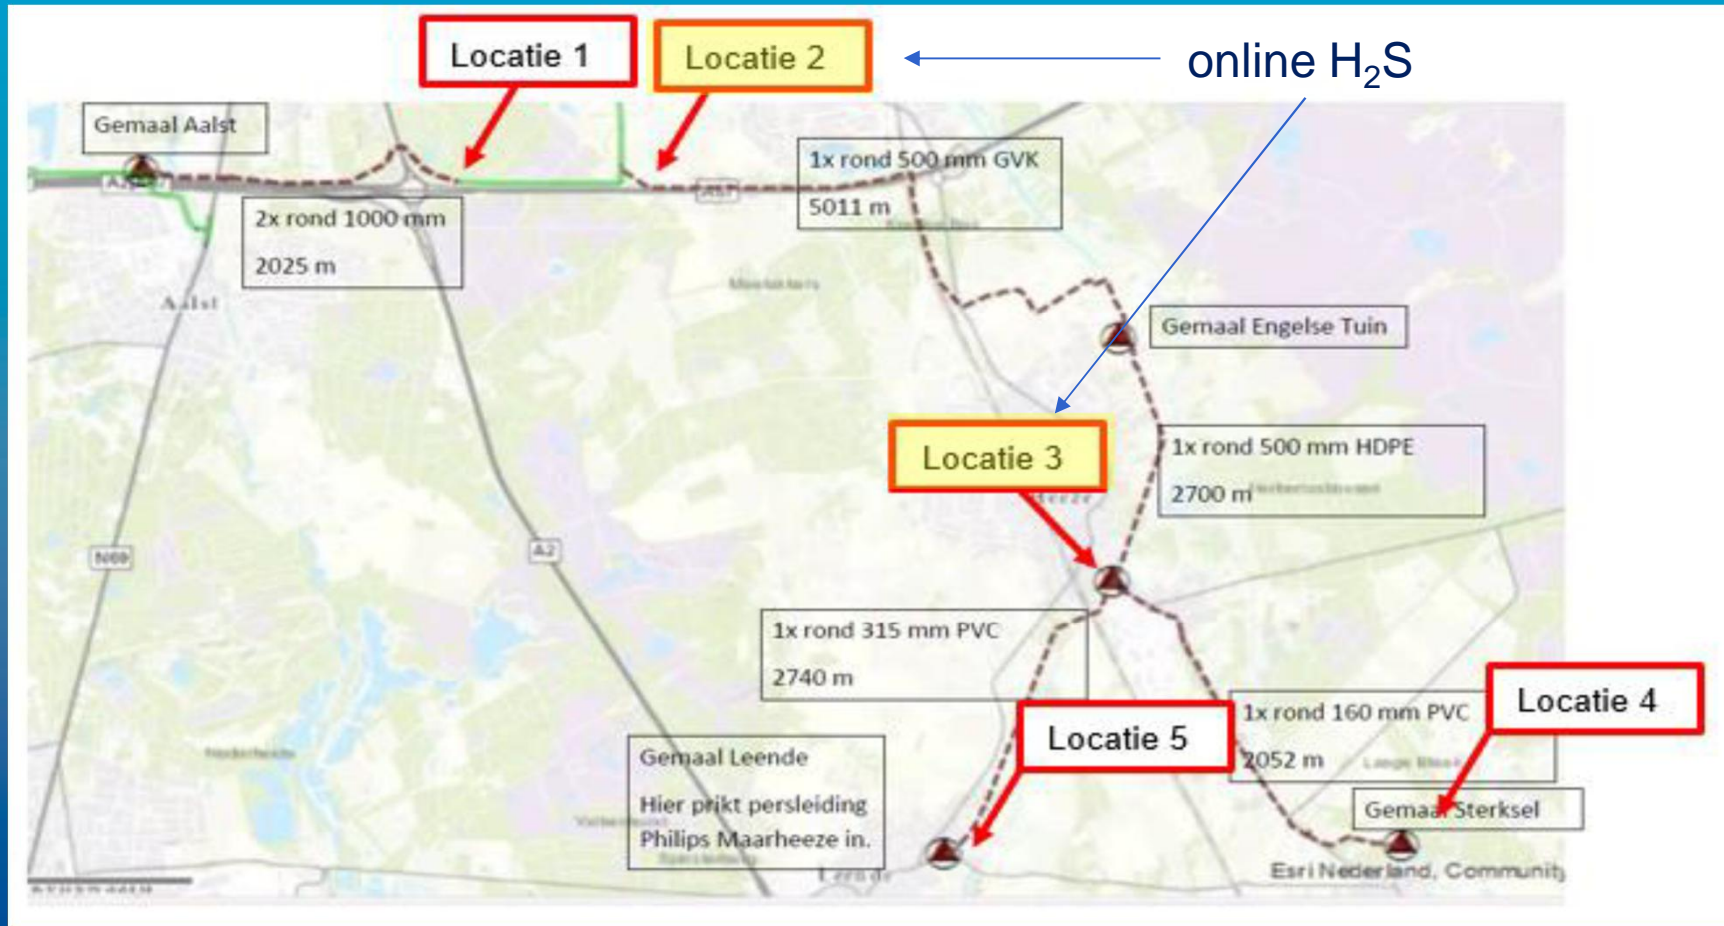 Locatie 1
Locatie 2
online H₂S
Gemaal Aalst
1x rond 500 mm GVK
5011 m
2x rond 1000 mm
2025 m
Aalst
Gemaal Engelse Tuin
Locatie 3
1x rond 500 mm HDPE
2700 m
Heeze
N69
A2
1x rond 315 mm PVC
2740 m
Locatie 4
Locatie 5
1x rond 160 mm PVC
2052 m
Gemaal Leende
Hier prikt persleiding
Philips Maarheeze in.
Gemaal Sterksel
Leende
Esri Nederland, Community